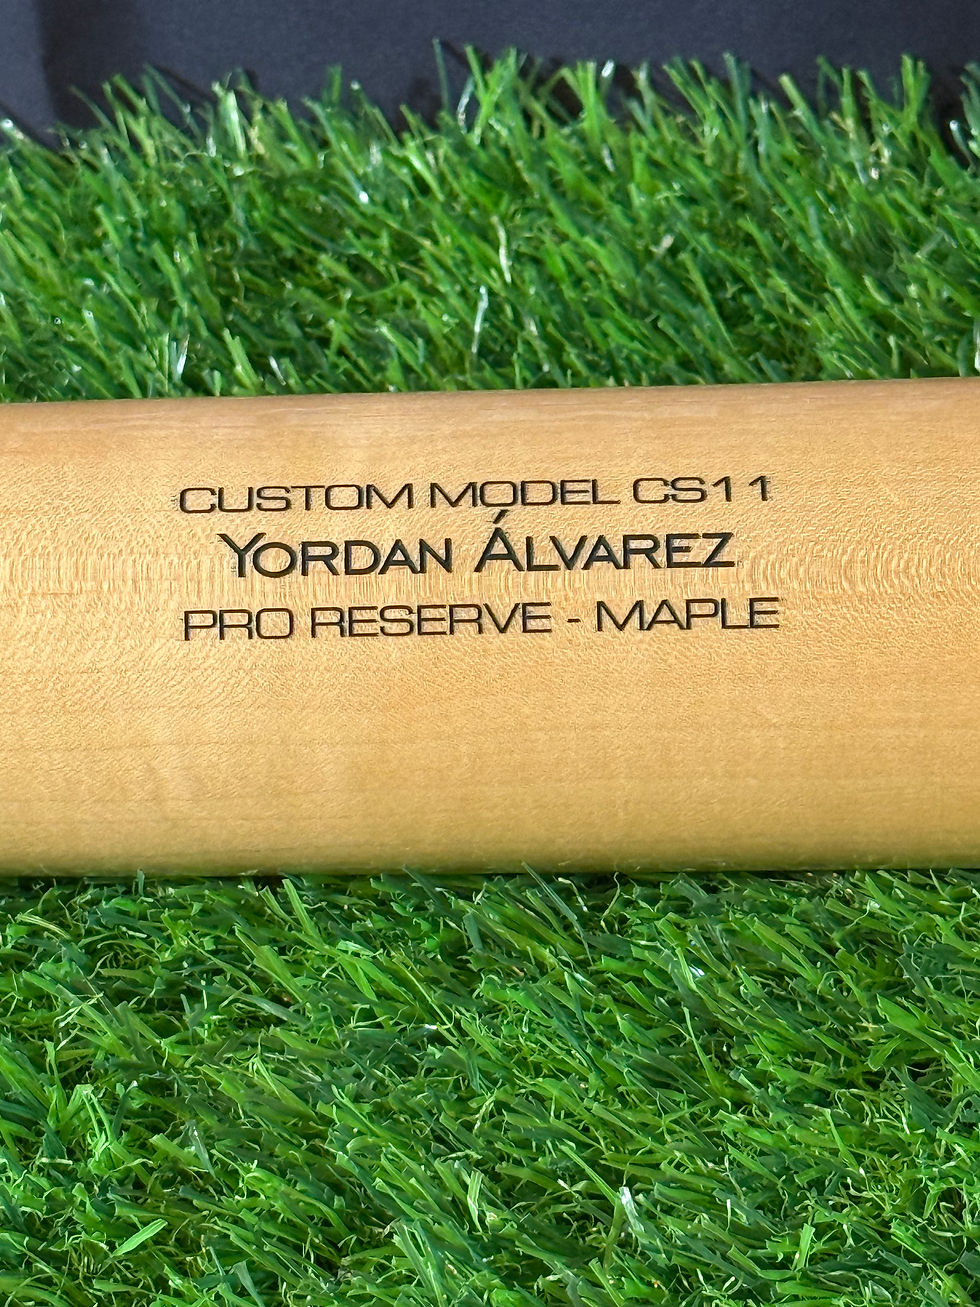 CUSTOM MODEL CS11
YORDAN ÁLVAREZ
PRO RESERVE - MAPLE